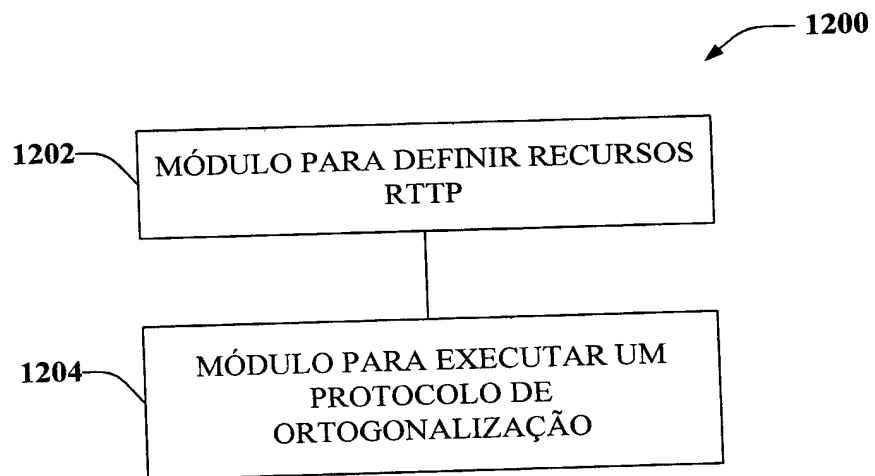 1200
1202
MÓDULO PARA DEFINIR RECURSOS
RTTP
1204
MÓDULO PARA EXECUTAR UM
PROTOCOLO DE
ORTOGONALIZAÇÃO